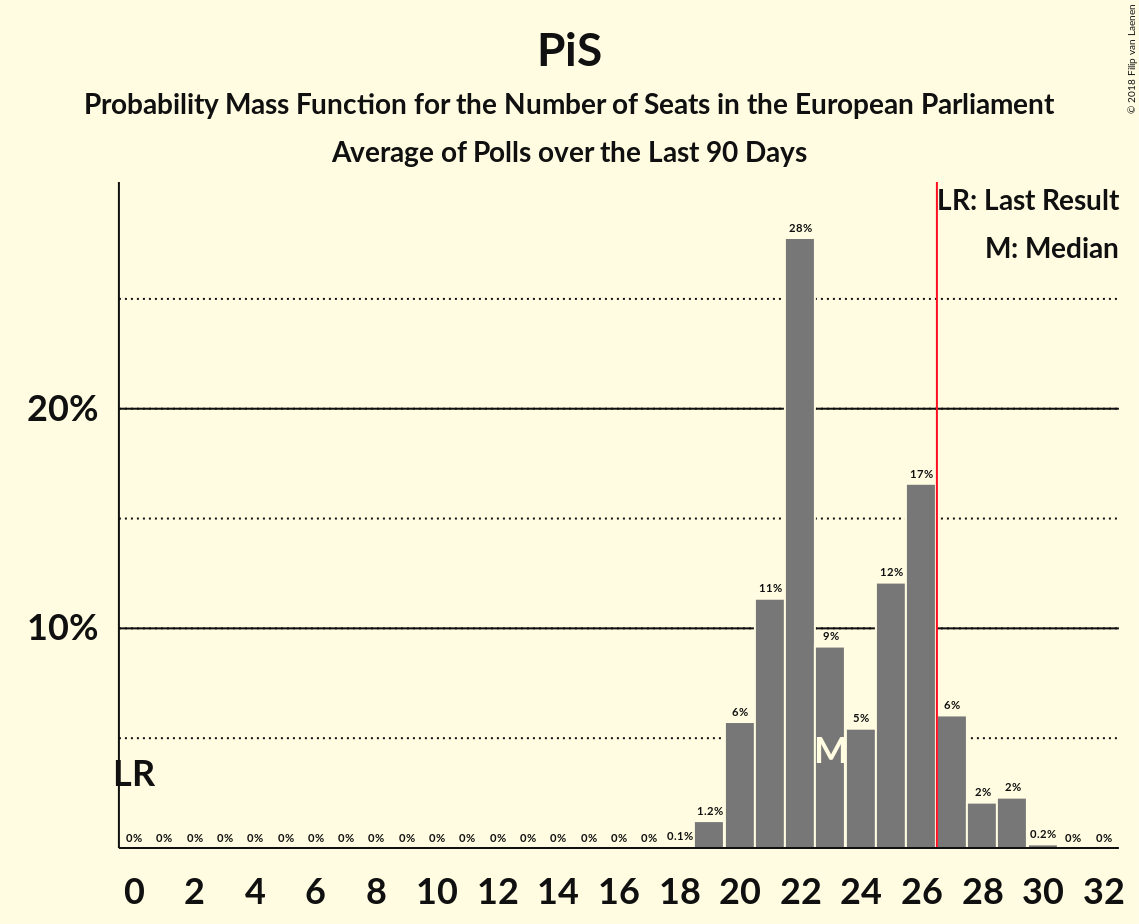 PiS
Probability Mass Function for the Number of Seats in the European Parliament
Average of Polls over the Last 90 Days
© 2018 Filip van Laenen
LR: Last Result
M: Median
20%
10%
LR
M
0% 0% 0% 0% 0% 0% 0% 0% 0% 0% 0% 0% 0% 0% 0% 0% 0% 0% 0.1% 1.2% 6% 11% 28% 9% 5% 12% 17% 6% 2% 2% 0.2% 0% 0%
0 2 4 6 8 10 12 14 16 18 20 22 24 26 28 30 32